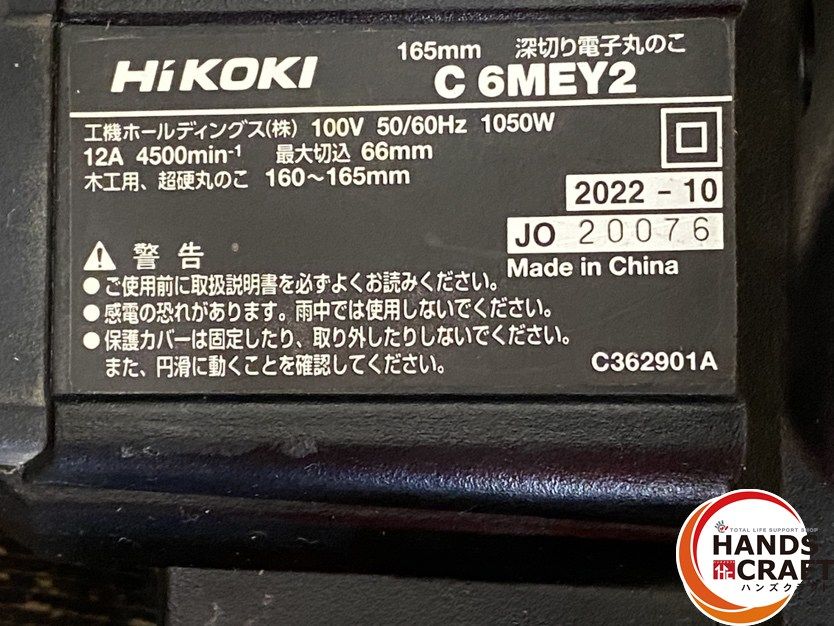 165mm 深切り電子丸のこ
HiKOKI C 6MEY2
工機ホールディングス(株) 100V 50/60Hz 1050W
12A 4500min-1 最大切込 66mm
木工用、超硬丸のこ 160〜165mm
2022 - 10
JO 20076
Made in China
警告
●ご使用前に取扱説明書を必ずよくお読みください。
●感電の恐れがあります。雨中では使用しないでください。
●保護カバーは固定したり、取り外したりしないでください。
また、円滑に動くことを確認してください。
C362901A
TOTAL LIFE SUPPORT SHOP
HANDS
CRAFT
ハンズクラフト